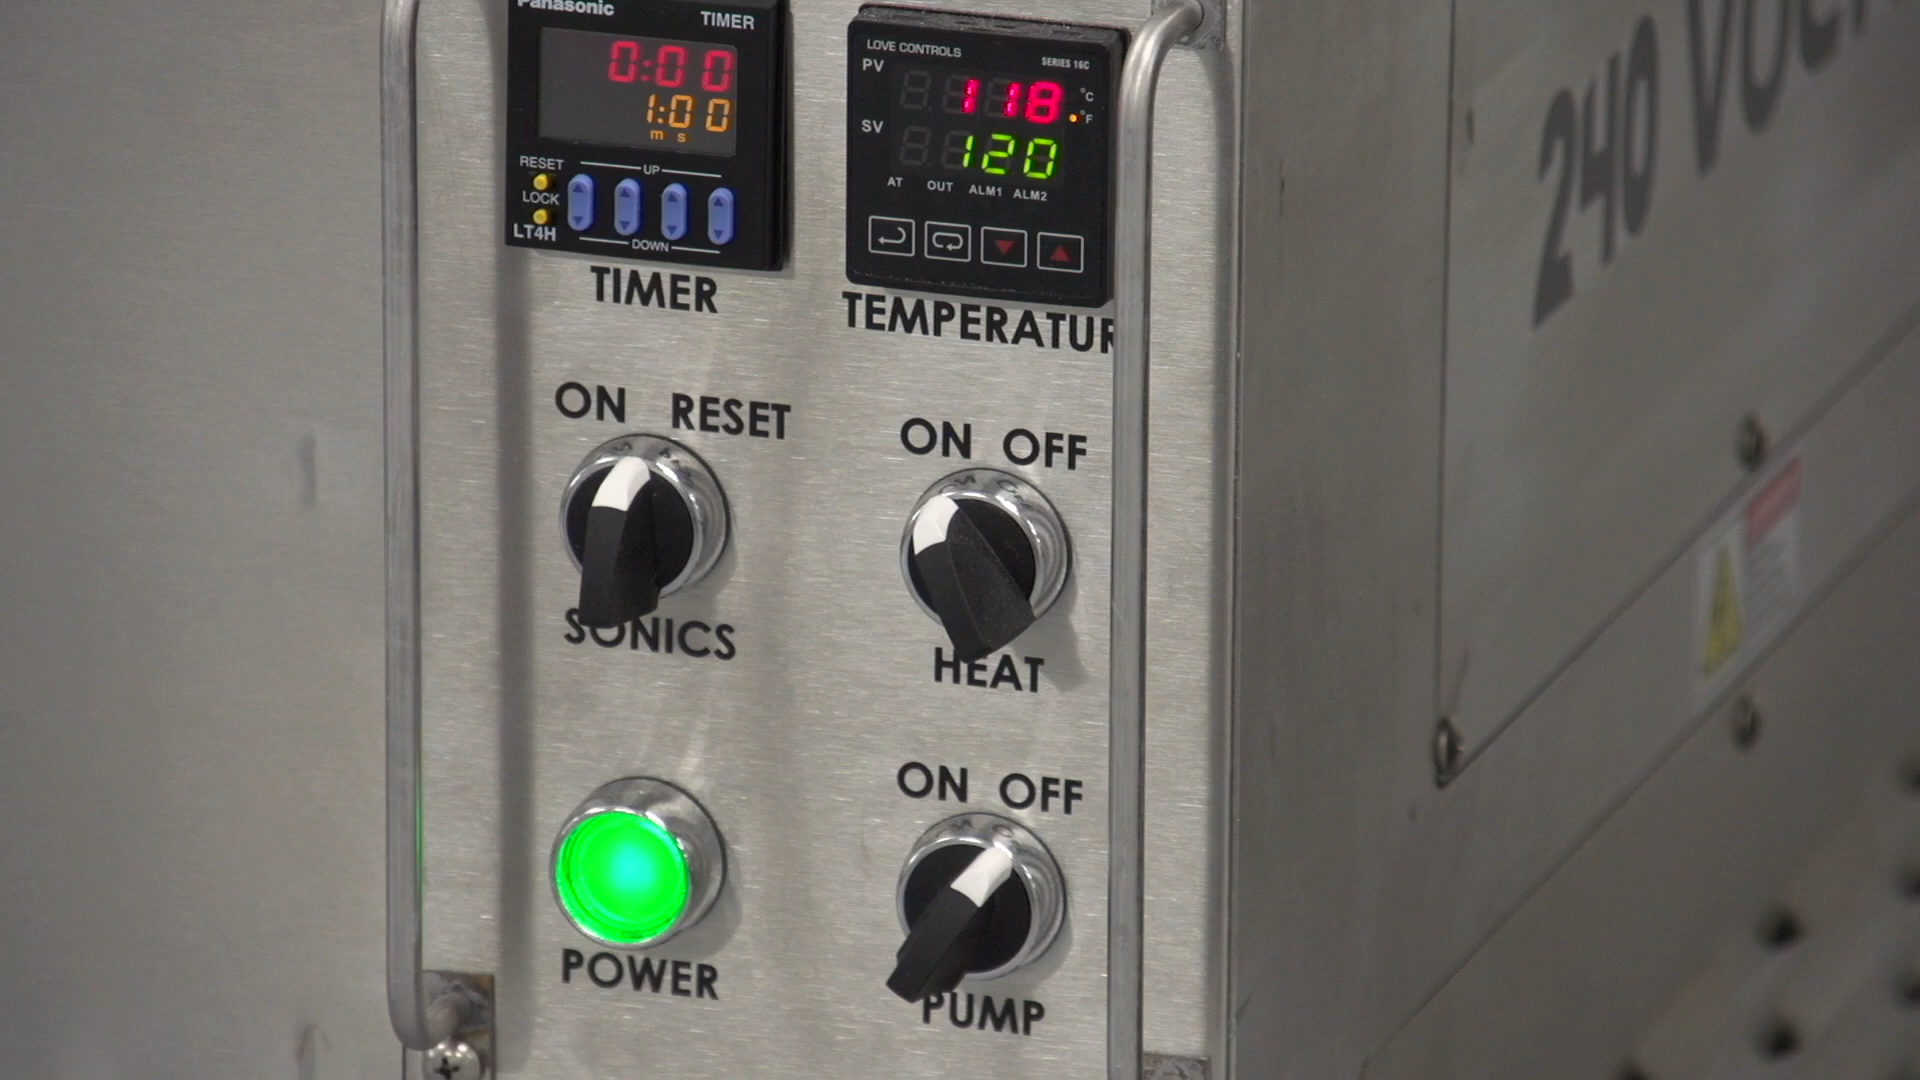 Panasonic TIMER
0:00
1:00
m s
RESET
UP
LOCK
LT4H
DOWN
TIMER
LOVE CONTROLS
SERIES 16C
PV 118 °C
°F
SV 120
AT OUT ALM1 ALM2
TEMPERATUR
ON RESET
SONICS
ON OFF
HEAT
POWER
ON OFF
PUMP
240